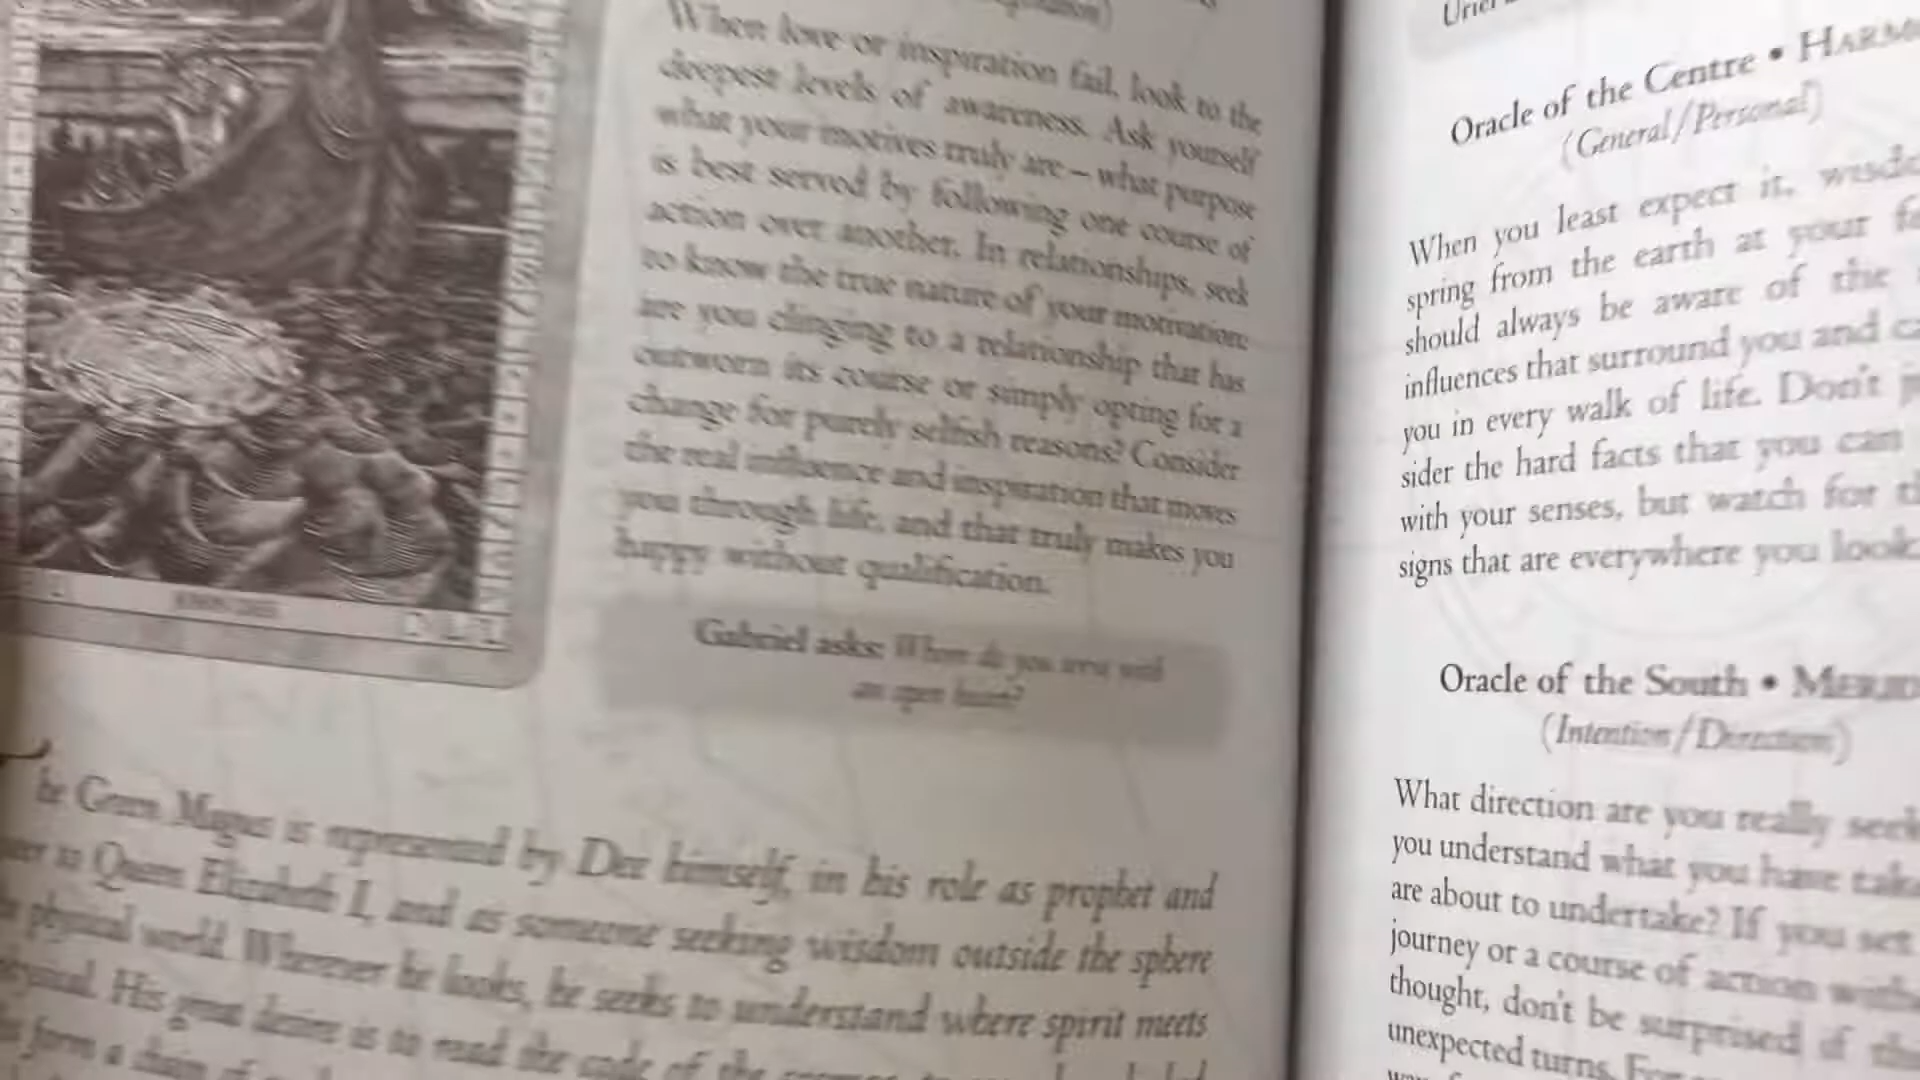 When love or inspiration fail, look to the
deepest levels of awareness. Ask yourself
what your motives truly are – what purpose
is best served by following one course of
action over another. In relationships, seek
to know the true nature of your motivation:
are you clinging to a relationship that has
outworn its course or simply opting for a
change for purely selfish reasons? Consider
the real influence and inspiration that moves
you through life, and that truly makes you
happy without qualification.
Gabriel asks: do you with
an open
he Green Magus is represented by Dee himself, in his role as prophet and
to Queen Elizabeth I, and as someone seeking wisdom outside the sphere
physical world. Wherever he looks, he seeks to understand where spirit meets
His great desire is to read the code of the
form a chain of
Oracle of the Centre •
(General/Personal)
When you least expect it,
spring from the earth at your
should always be aware of the
influences that surround you and
you in every walk of life. Don't
sider the hard facts that you can
with your senses, but watch for
signs that are everywhere you look.
Oracle of the South •
(Intention/Direction)
What direction are you really
you understand what you have
are about to undertake? If you set
journey or a course of action
thought, don't be surprised if
unexpected turns.